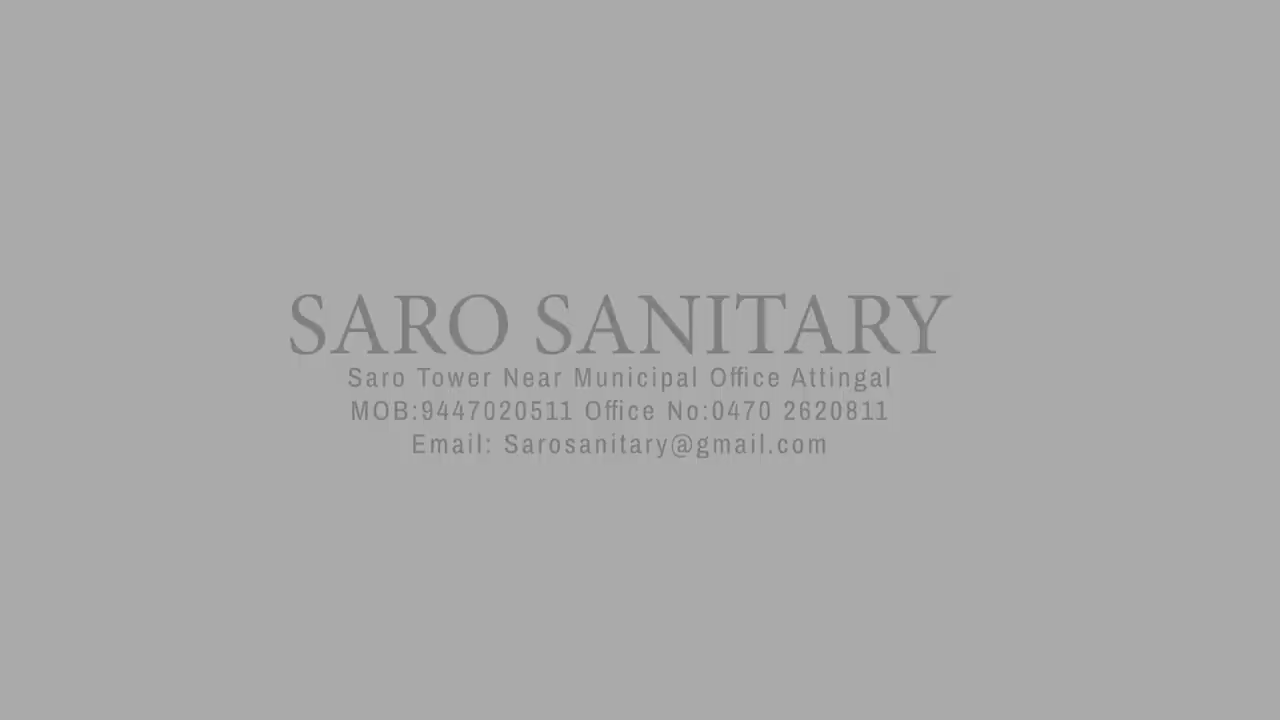 SARO SANITARY
Saro Tower Near Municipal Office Attingal
MOB:9447020511 Office No:0470 2620811
Email: Sarosanitary@gmail.com